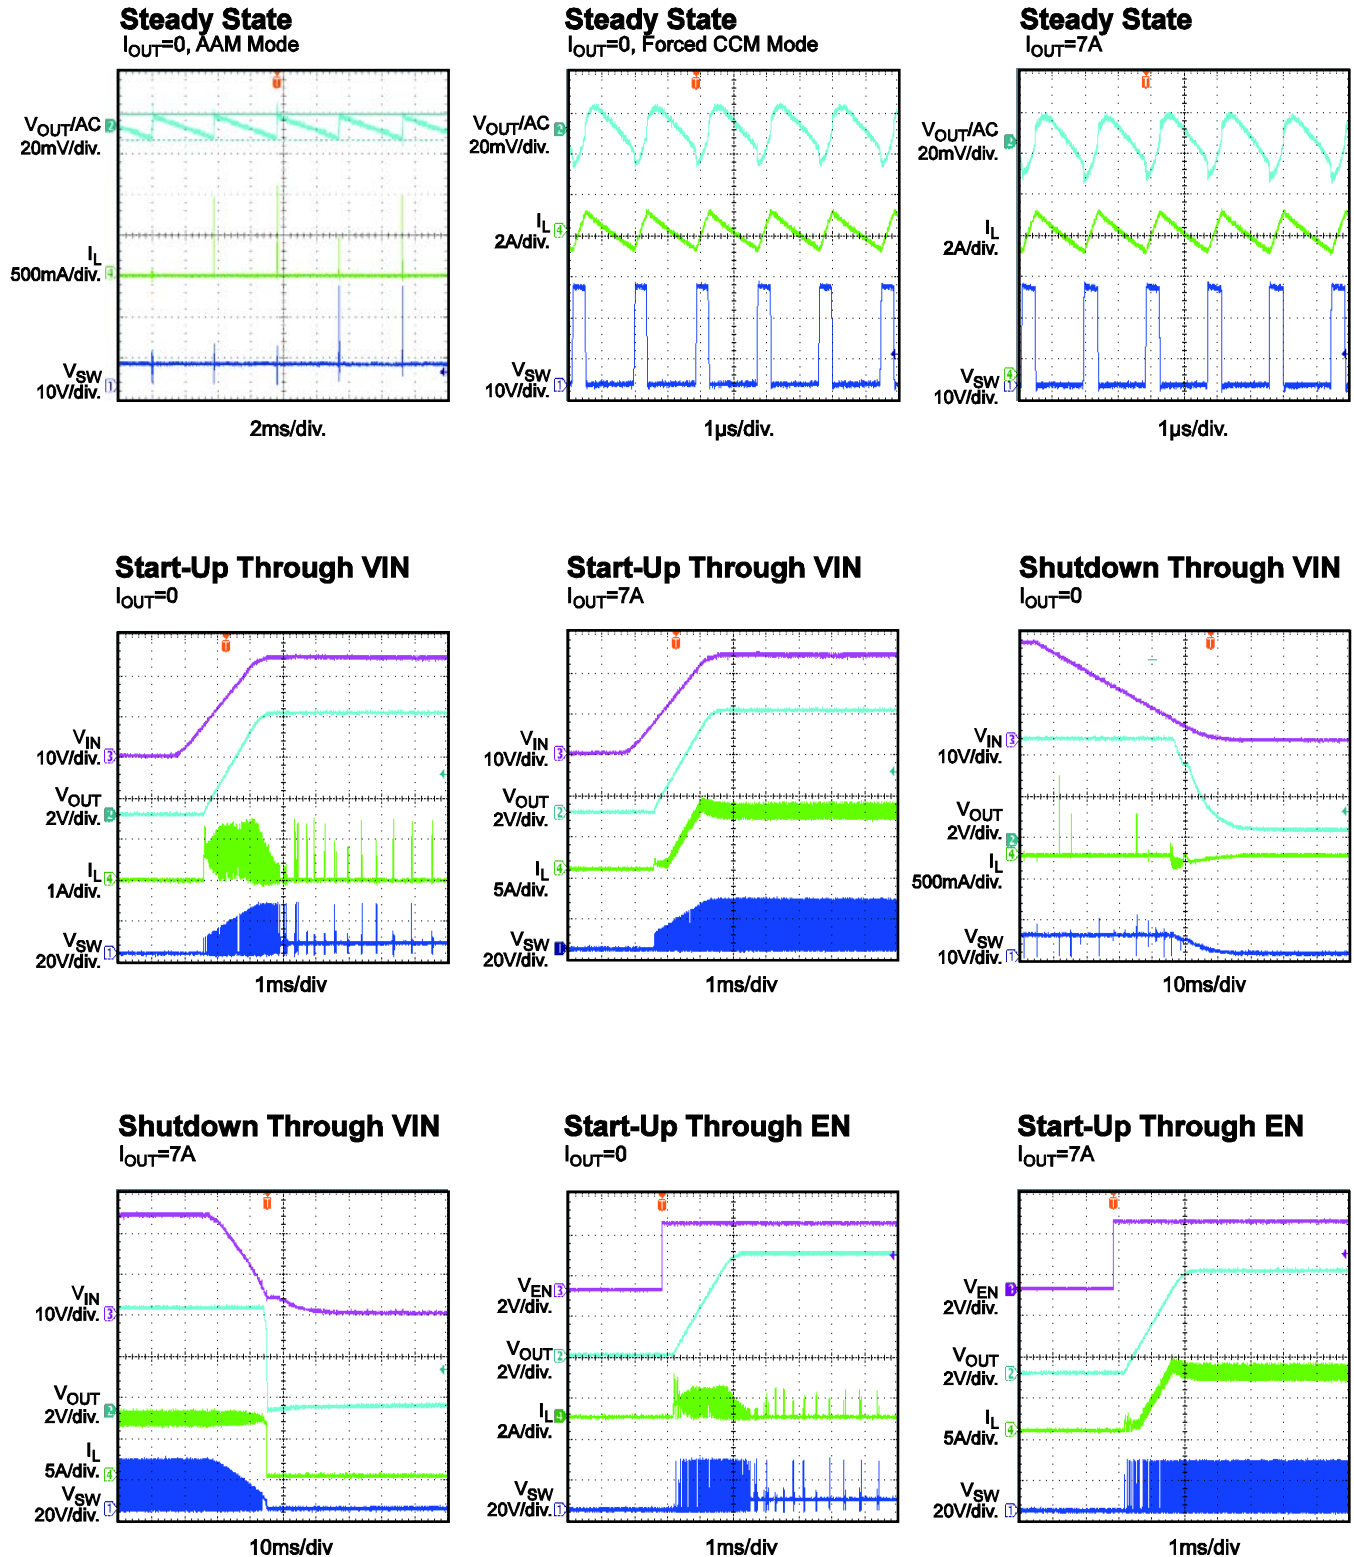 Steady State
IOUT=0, AAM Mode
VOUT/AC
20mV/div.
IL
500mA/div.
VSW
10V/div.
2ms/div.
Steady State
IOUT=0, Forced CCM Mode
VOUT/AC
20mV/div.
IL
2A/div.
VSW
10V/div.
1µs/div.
Steady State
IOUT=7A
VOUT/AC
20mV/div.
IL
2A/div.
VSW
10V/div.
1µs/div.
Start-Up Through VIN
IOUT=0
VIN
10V/div.
VOUT
2V/div.
IL
1A/div.
VSW
20V/div.
1ms/div
Start-Up Through VIN
IOUT=7A
VIN
10V/div.
VOUT
2V/div.
IL
5A/div.
VSW
20V/div.
1ms/div
Shutdown Through VIN
IOUT=0
VIN
10V/div.
VOUT
2V/div.
IL
500mA/div.
VSW
10V/div.
10ms/div
Shutdown Through VIN
IOUT=7A
VIN
10V/div.
VOUT
2V/div.
IL
5A/div.
VSW
20V/div.
10ms/div
Start-Up Through EN
IOUT=0
VEN
2V/div.
VOUT
2V/div.
IL
2A/div.
VSW
20V/div.
1ms/div
Start-Up Through EN
IOUT=7A
VEN
2V/div.
VOUT
2V/div.
IL
5A/div.
VSW
20V/div.
1ms/div